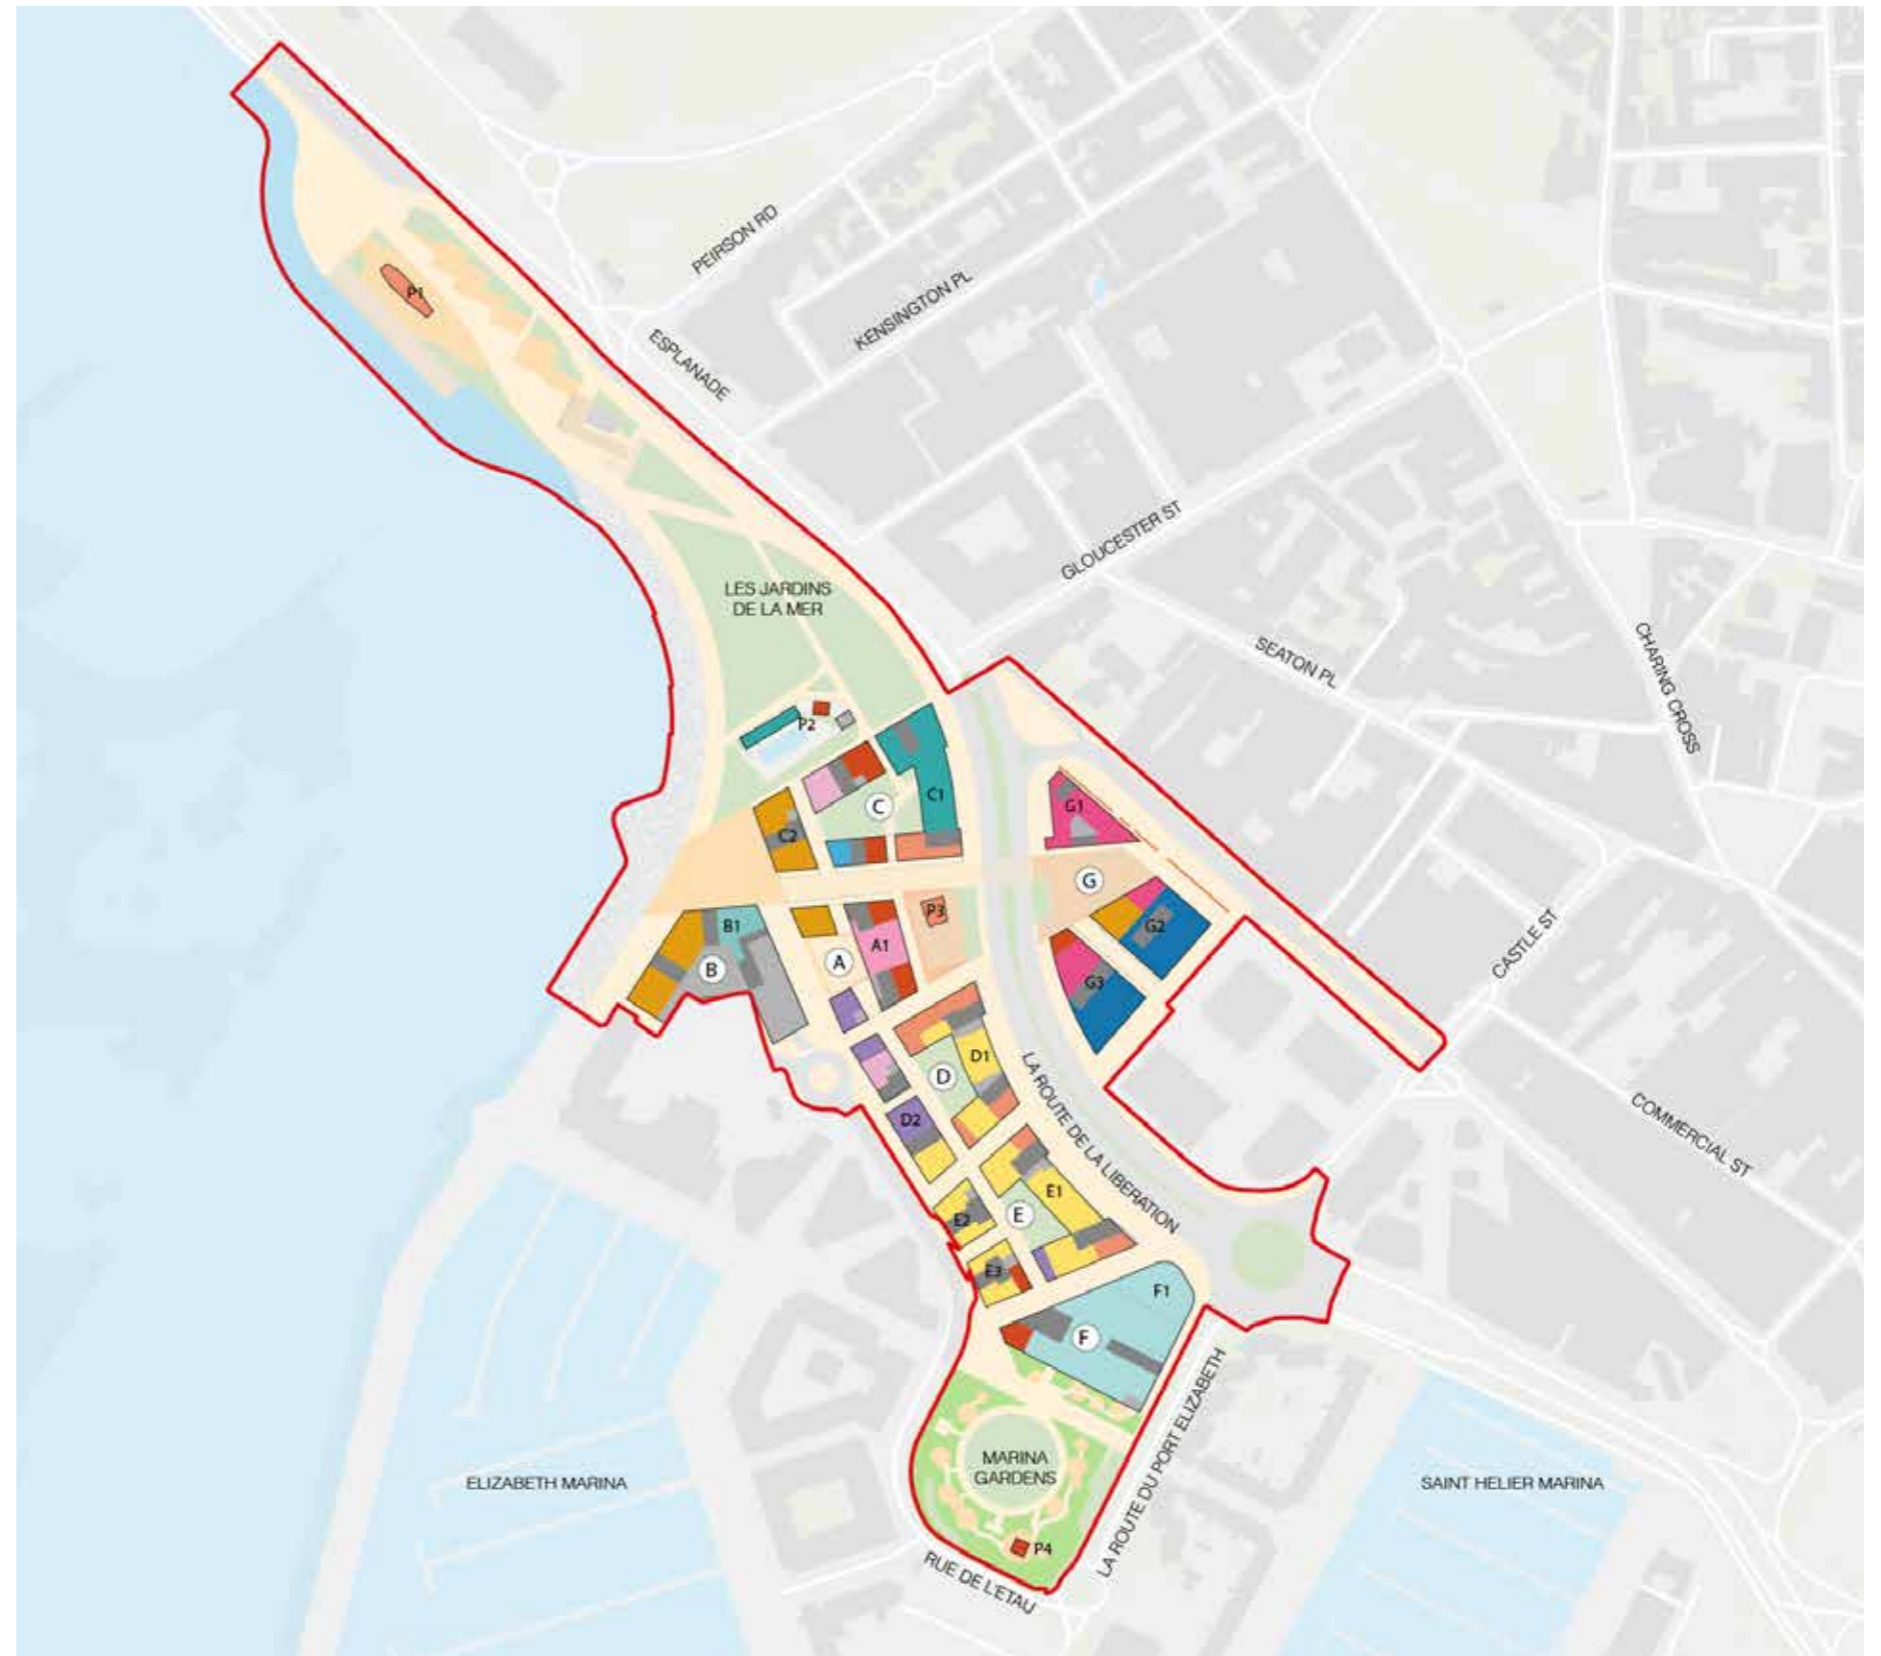 PEIRSON RD
P1
KENSINGTON PL
ESPLANADE
GLOUCESTER ST
LES JARDINS
DE LA MER
SEATON PL
CHARING CROSS
P2
C1
C
C2
G1
G
P3
G2
B1
A1
A
B
G3
CASTLE ST
D1
D
D2
LA ROUTE DE LA LIBERATION
COMMERCIAL ST
E1
E
E2
E3
F1
F
LA ROUTE DU PORT ELIZABETH
MARINA
GARDENS
ELIZABETH MARINA
SAINT HELIER MARINA
P4
RUE DE L'ETAU